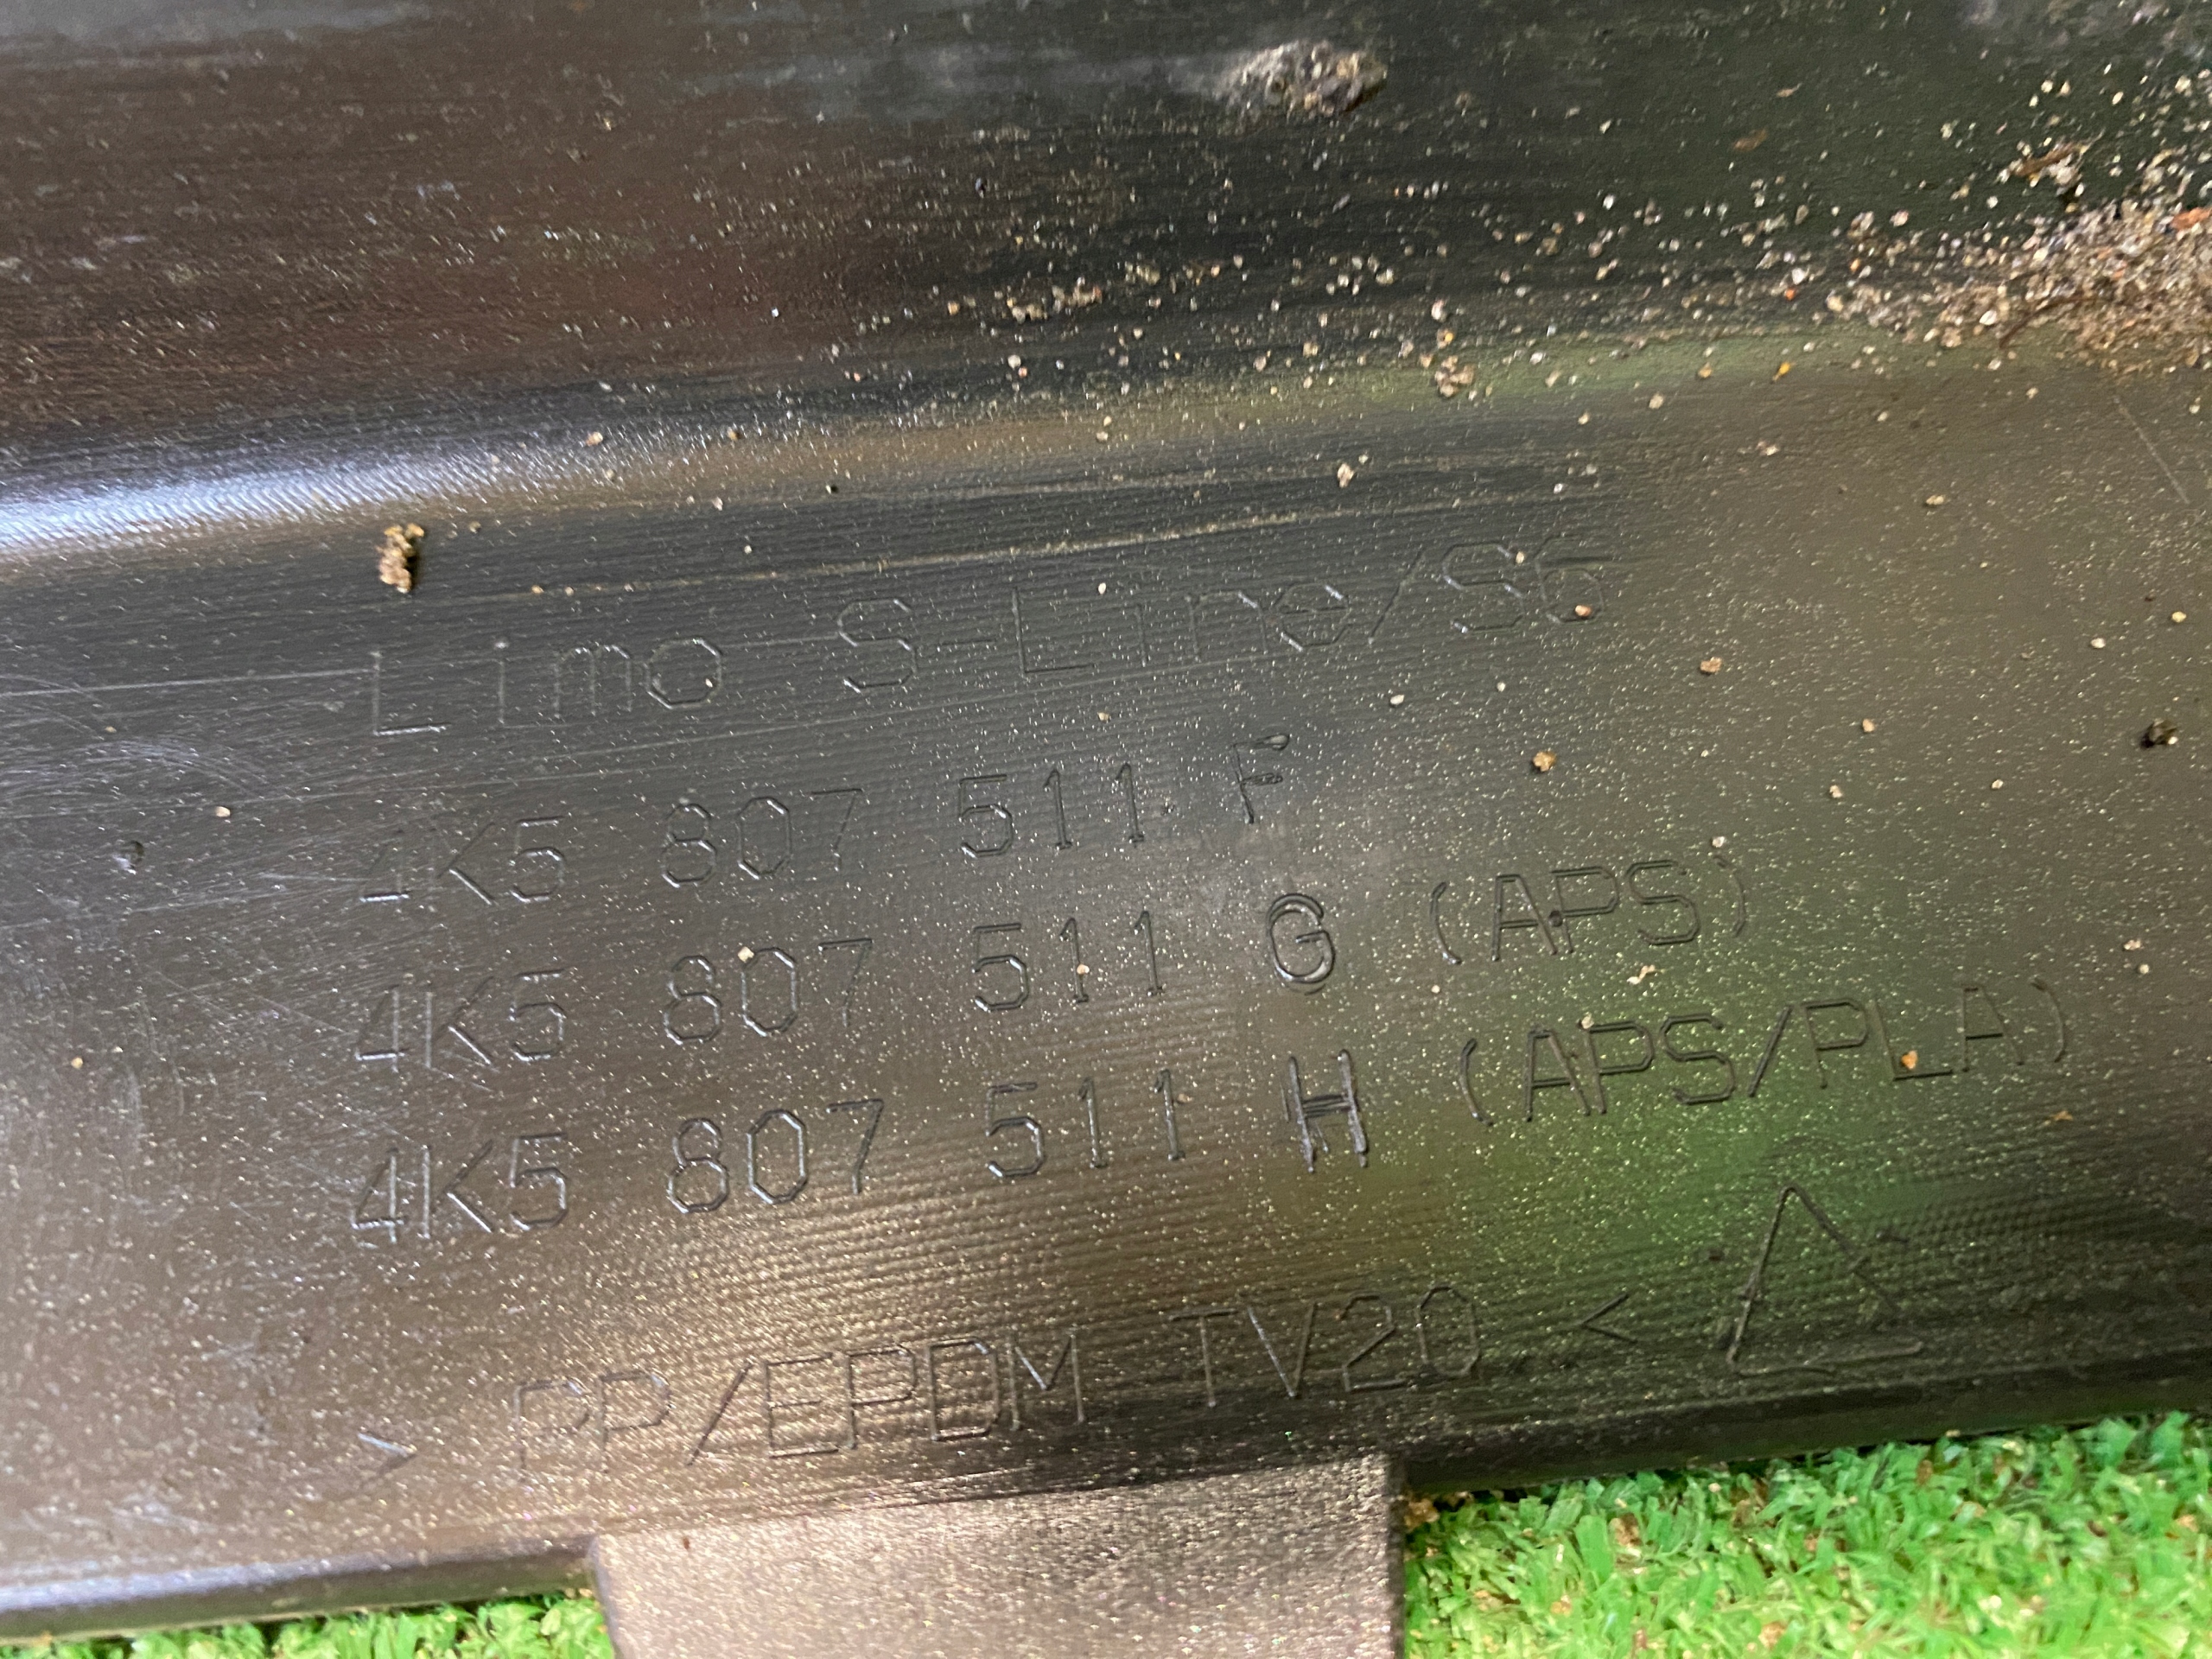 Limo S-Line/S6
4K5 807 511 F
4K5 807 511 G (APS)
4K5 807 511 H (APS/PLA)
> PP/EPDM TV20 <